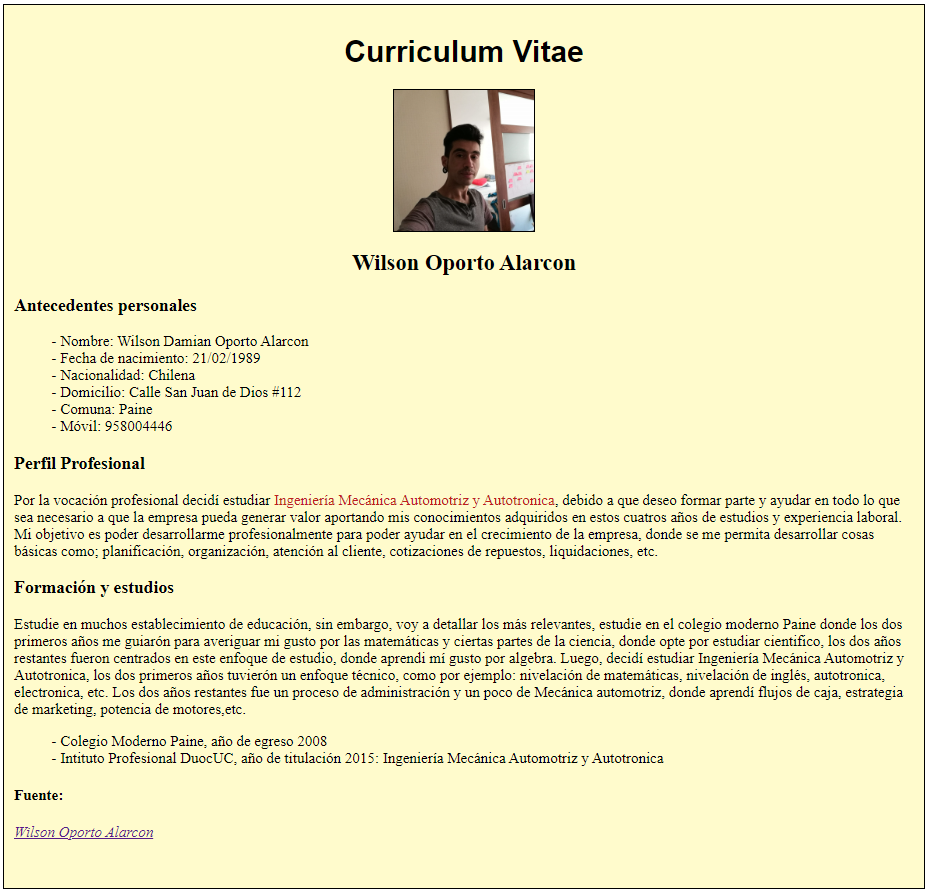 Curriculum Vitae
Wilson Oporto Alarcon
Antecedentes personales
- Nombre: Wilson Damian Oporto Alarcon
- Fecha de nacimiento: 21/02/1989
- Nacionalidad: Chilena
- Domicilio: Calle San Juan de Dios #112
- Comuna: Paine
- Móvil: 958004446
Perfil Profesional
Por la vocación profesional decidí estudiar Ingeniería Mecánica Automotriz y Autotronica, debido a que deseo formar parte y ayudar en todo lo que
sea necesario a que la empresa pueda generar valor aportando mis conocimientos adquiridos en estos cuatros años de estudios y experiencia laboral.
Mi objetivo es poder desarrollarme profesionalmente para poder ayudar en el crecimiento de la empresa, donde se me permita desarrollar cosas
básicas como; planificación, organización, atención al cliente, cotizaciones de repuestos, liquidaciones, etc.
Formación y estudios
Estudie en muchos establecimiento de educación, sin embargo, voy a detallar los más relevantes, estudie en el colegio moderno Paine donde los dos
primeros años me guiarón para averiguar mi gusto por las matemáticas y ciertas partes de la ciencia, donde opte por estudiar cientifico, los dos años
restantes fueron centrados en este enfoque de estudio, donde aprendi mí gusto por algebra. Luego, decidí estudiar Ingeniería Mecánica Automotriz y
Autotronica, los dos primeros años tuvierón un enfoque técnico, como por ejemplo: nivelación de matemáticas, nivelación de inglés, autotronica,
electronica, etc. Los dos años restantes fue un proceso de administración y un poco de Mecánica automotriz, donde aprendí flujos de caja, estrategia
de marketing, potencia de motores,etc.
- Colegio Moderno Paine, año de egreso 2008
- Intituto Profesional DuocUC, año de titulación 2015: Ingeniería Mecánica Automotriz y Autotronica
Fuente:
Wilson Oporto Alarcon